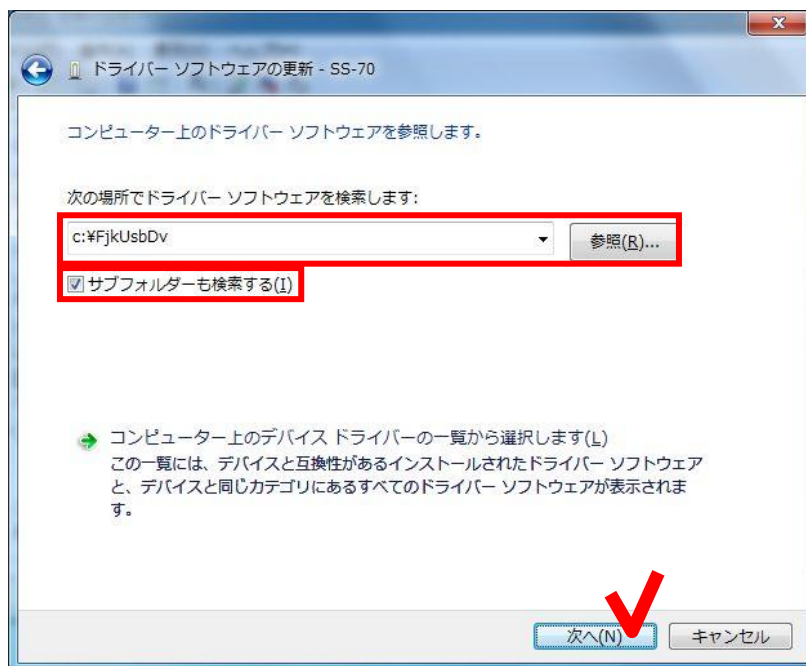 ドライバー ソフトウェアの更新 - SS-70
コンピューター上のドライバー ソフトウェアを参照します。
次の場所でドライバー ソフトウェアを検索します:
c:¥FjkUsbDv
参照(R)...
サブフォルダーも検索する(I)
コンピューター上のデバイス ドライバーの一覧から選択します(L)
この一覧には、デバイスと互換性があるインストールされたドライバー ソフトウェア
と、デバイスと同じカテゴリにあるすべてのドライバー ソフトウェアが表示されま
す。
次へ(N)
キャンセル